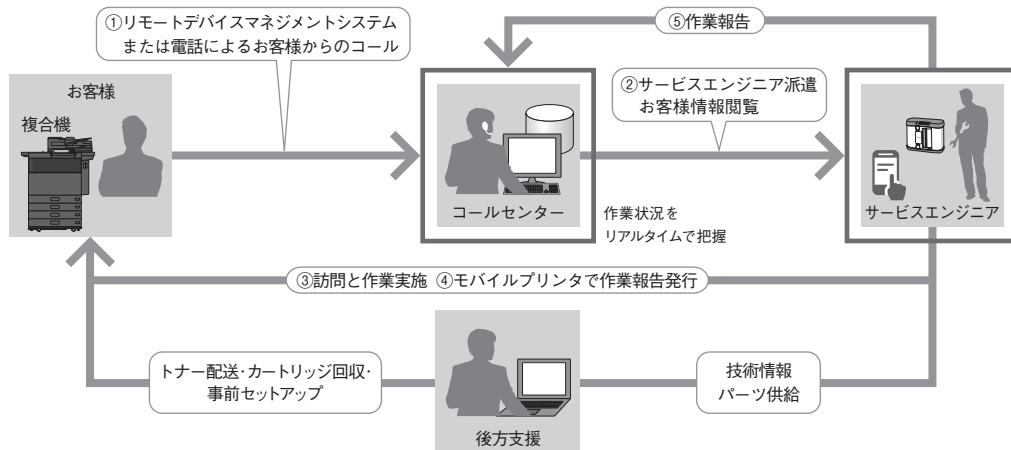 ①リモートデバイスマネジメントシステム
または電話によるお客様からのコール
⑤作業報告
②サービスエンジニア派遣
お客様情報閲覧
お客様
複合機
コールセンター
作業状況を
リアルタイムで把握
サービスエンジニア
③訪問と作業実施 ④モバイルプリンタで作業報告発行
トナー配送・カートリッジ回収・
事前セットアップ
技術情報
パーツ供給
後方支援